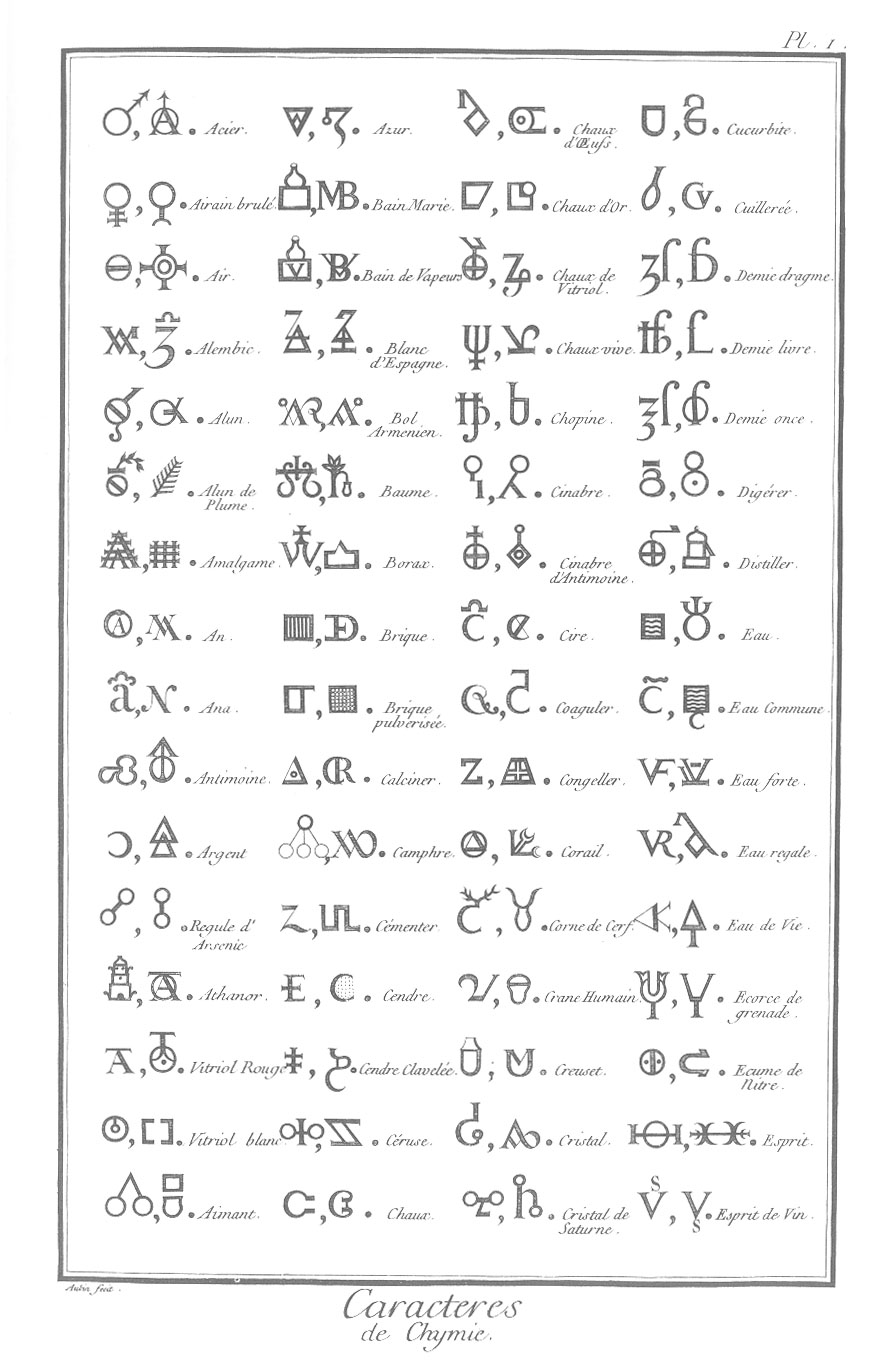 Pl. 1.
Acier.
Azur.
Chaux
d'Œufs.
Cucurbite.
Airain brulé.
Bain Marie.
Chaux d'Or.
Cuillereé.
Air.
Bain de Vapeurs
Chaux de
Vitriol.
Demie dragme.
Alembic.
Blanc
d'Espagne.
Chaux vive.
Demie livre.
Alun.
Bol
Armenien.
Chopine.
Demie once.
Alun de
Plume.
Baume.
Cinabre.
Digérer.
Amalgame.
Borax.
Cinabre
d'Antimoine.
Distiller.
An.
Brique.
Cire.
Eau.
Ana.
Brique
pulverisée.
Coaguler.
Eau Commune.
Antimoine.
Calciner.
Congeller.
Eau forte.
Argent
Camphre.
Corail.
Eau regale.
Regule d'
Arsenic
Cémenter.
Corne de Cerf.
Eau de Vie.
Athanor.
Cendre.
Crane Humain.
Ecorce de
grenade.
Vitriol Rouge
Cendre Clavelée.
Creuset.
Ecume de
Nitre.
Vitriol blanc
Céruse.
Cristal.
Esprit.
Aimant.
Chaux.
Cristal de
Saturne.
Esprit de Vin.
Aubin fecit.
Caracteres
de Chymie.